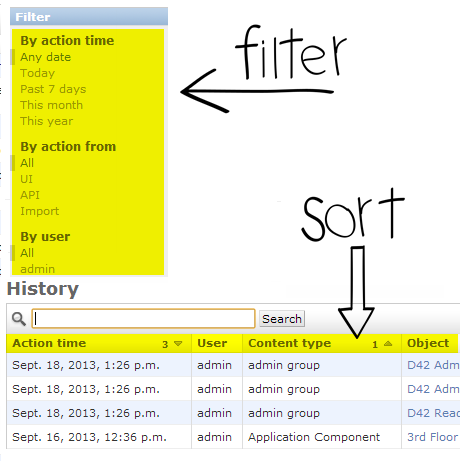 Filter
By action time
Any date
Today
Past 7 days
This month
This year
By action from
All
UI
API
Import
By user
All
admin
filter
sort
History
Search
Action time 3 User Content type 1 Object
Sept. 18, 2013, 1:26 p.m. admin admin group D42 Adm
Sept. 18, 2013, 1:26 p.m. admin admin group D42 Adm
Sept. 18, 2013, 1:26 p.m. admin admin group D42 Read
Sept. 16, 2013, 12:36 p.m. admin Application Component 3rd Floor